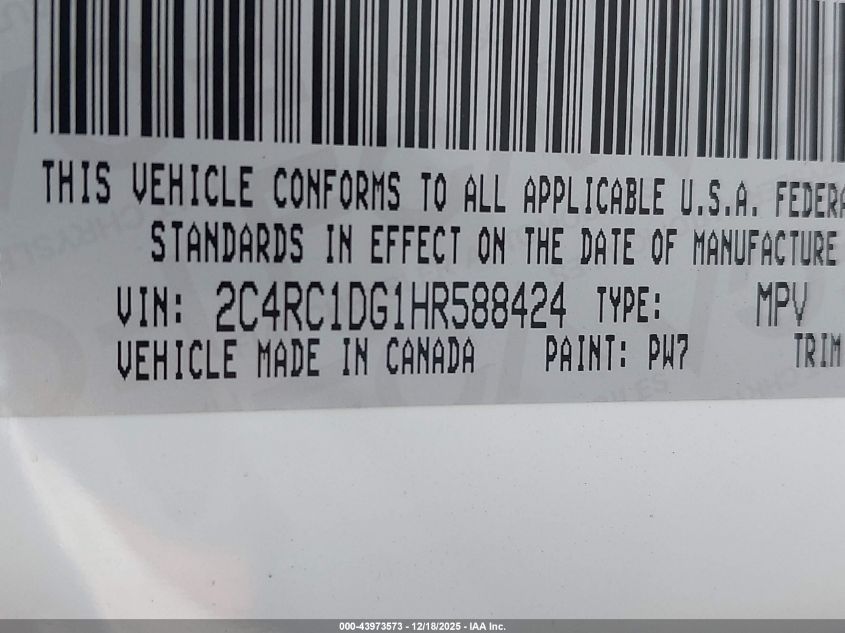 THIS VEHICLE CONFORMS TO ALL APPLICABLE U.S.A. FEDERA
STANDARDS IN EFFECT ON THE DATE OF MANUFACTURE
VIN: 2C4RC1DG1HR588424 TYPE: MPV
VEHICLE MADE IN CANADA PAINT: PW7 TRIM
000-43973573 - 12/18/2025 - IAA Inc.